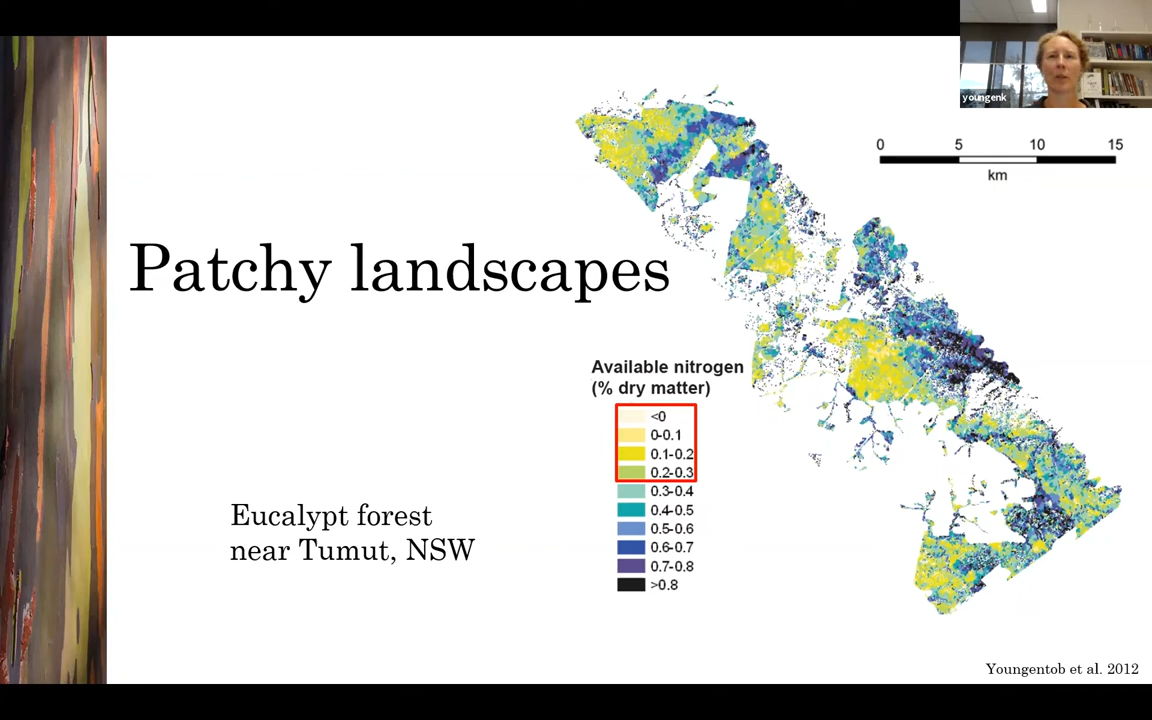 youngenk
0 5 10 15
km
Patchy landscapes
Available nitrogen
(% dry matter)
<0
0-0.1
0.1-0.2
0.2-0.3
0.3-0.4
0.4-0.5
0.5-0.6
0.6-0.7
0.7-0.8
>0.8
Eucalypt forest
near Tumut, NSW
Youngentob et al. 2012